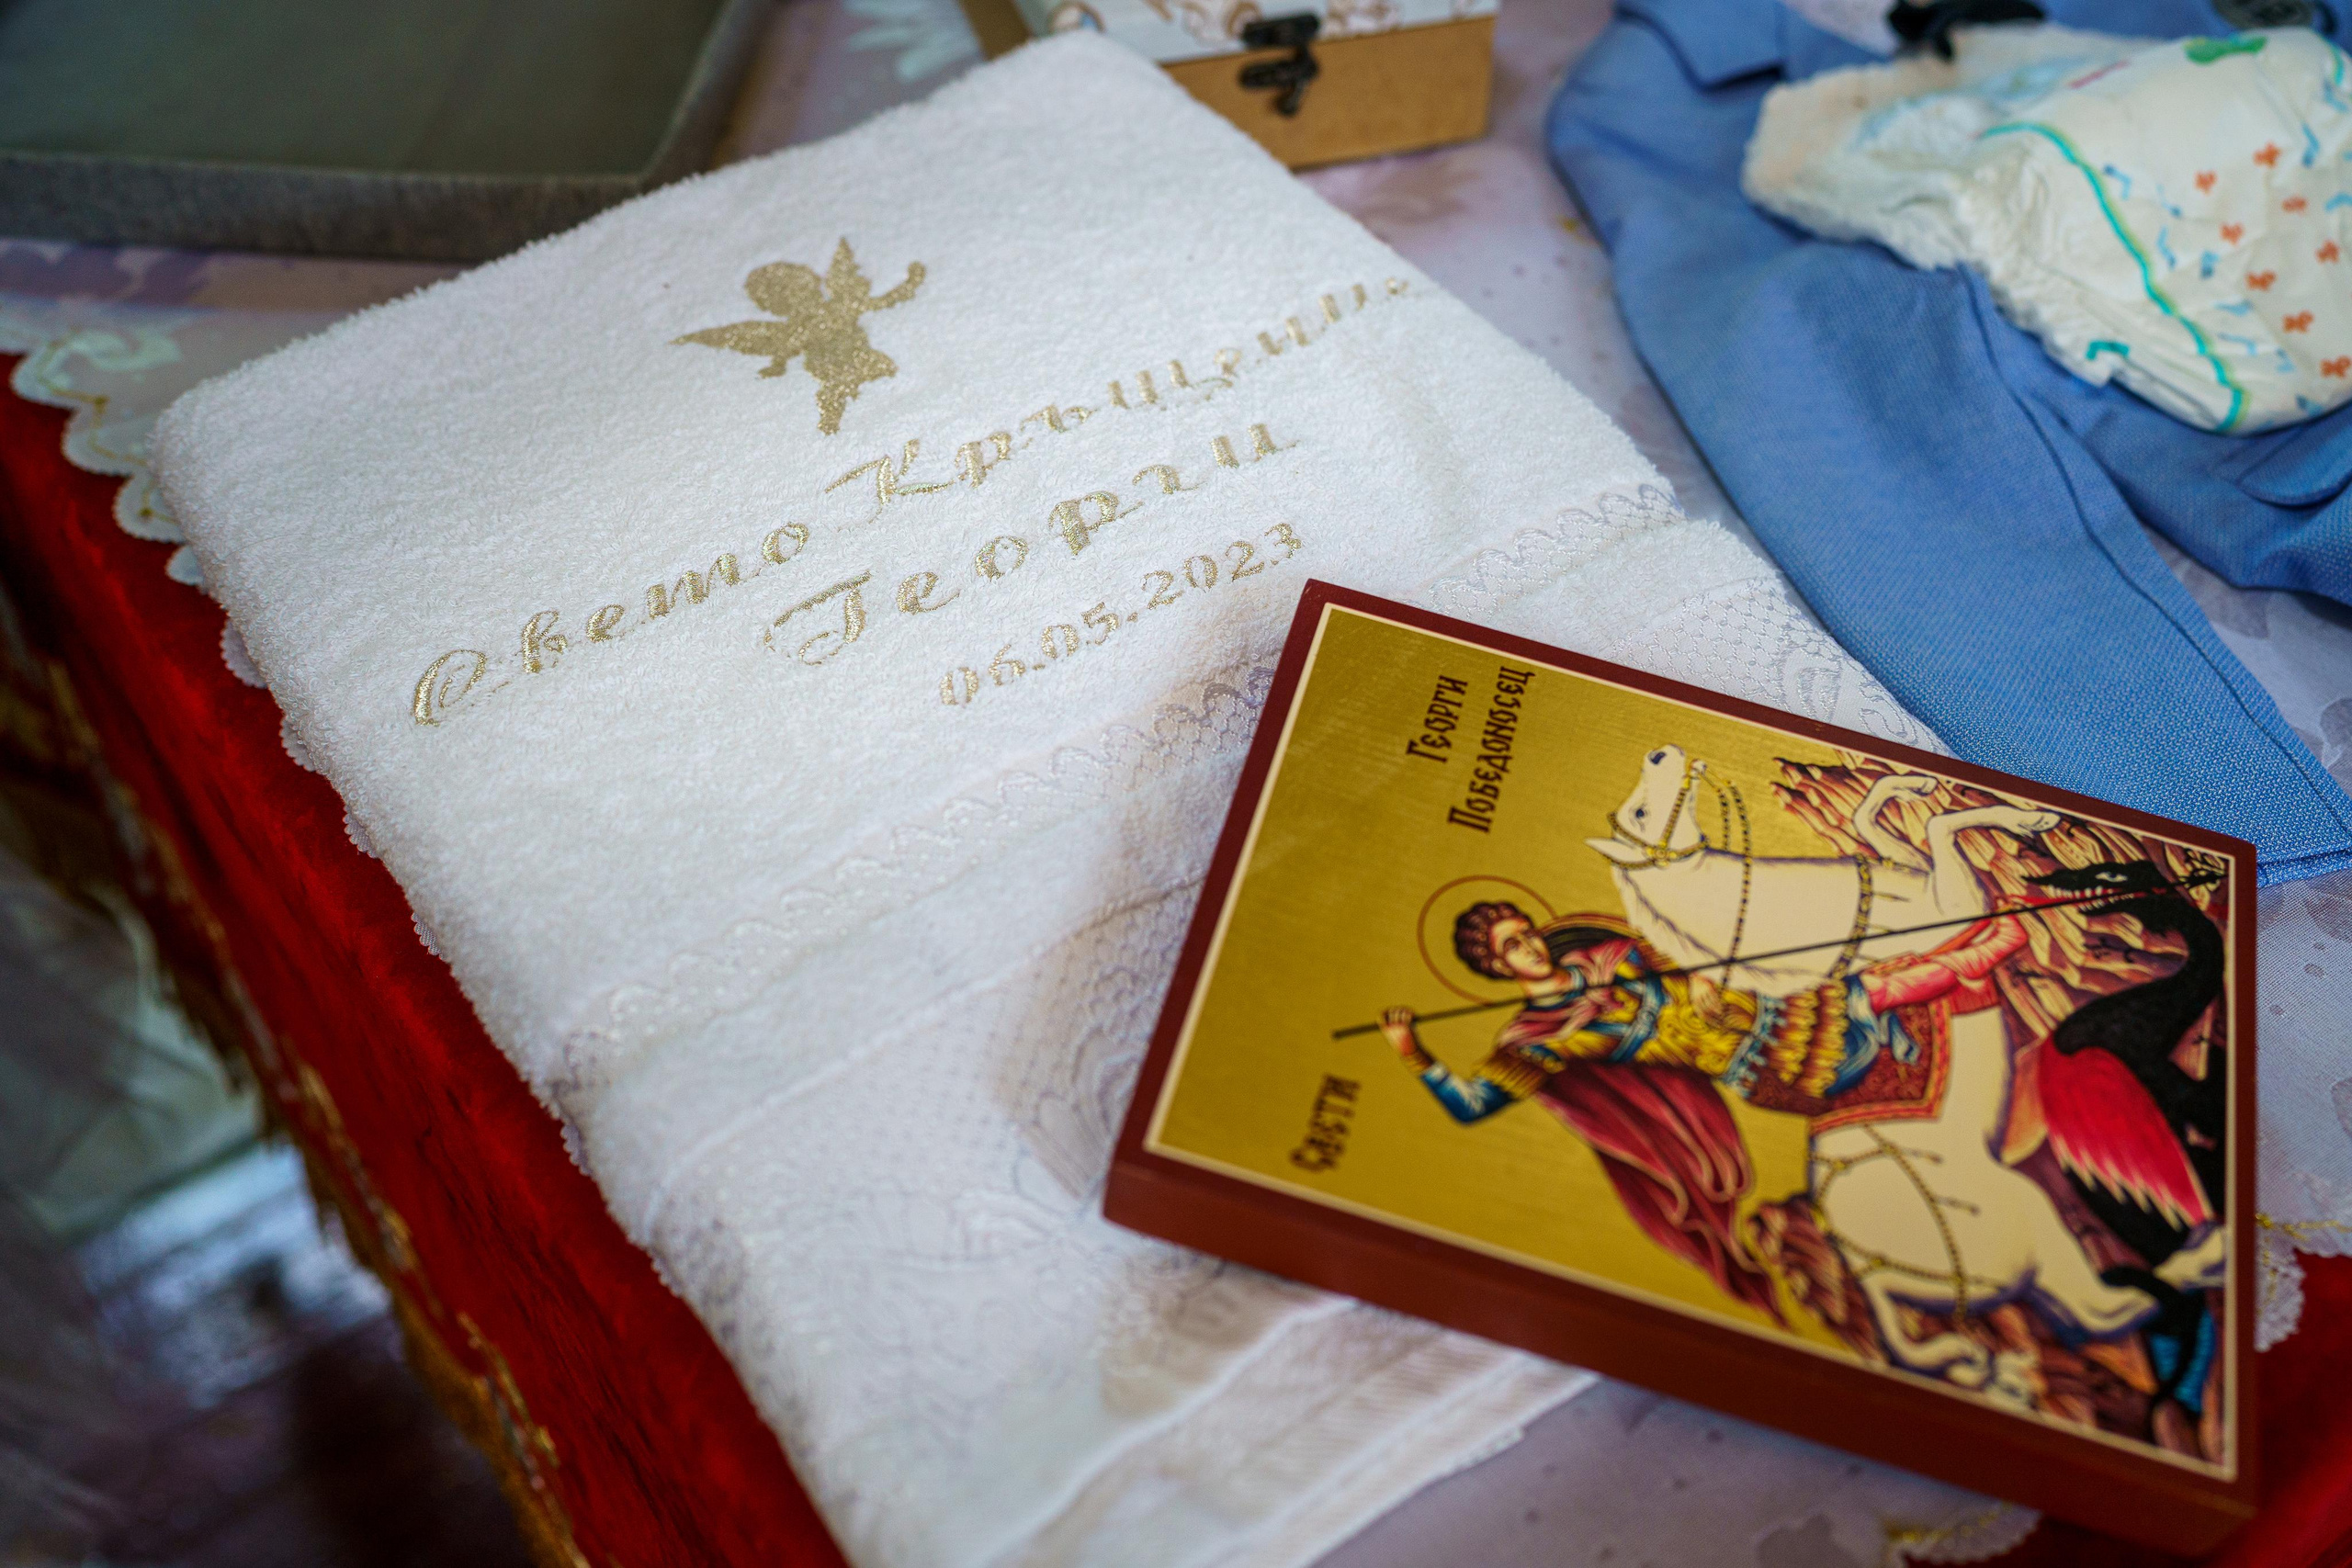 Свето Кръщение
Георги
06.05.2023
Свети Георги
Победоносец